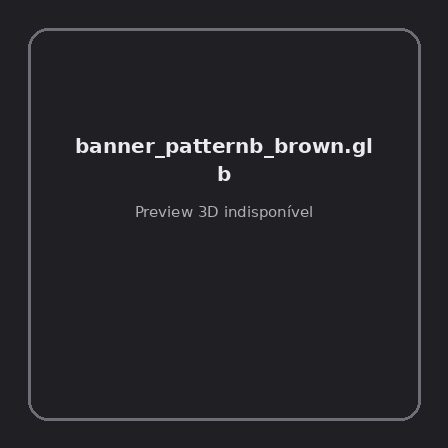 banner_patternb_brown.gl
b
Preview 3D indisponível